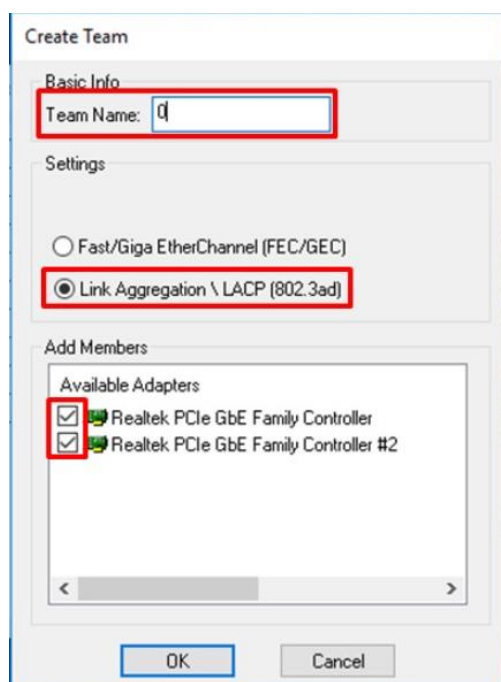 Create Team
Basic Info
Team Name: 0
Settings
Fast/Giga EtherChannel (FEC/GEC)
Link Aggregation \ LACP (802.3ad)
Add Members
Available Adapters
Realtek PCIe GbE Family Controller
Realtek PCIe GbE Family Controller #2
OK Cancel